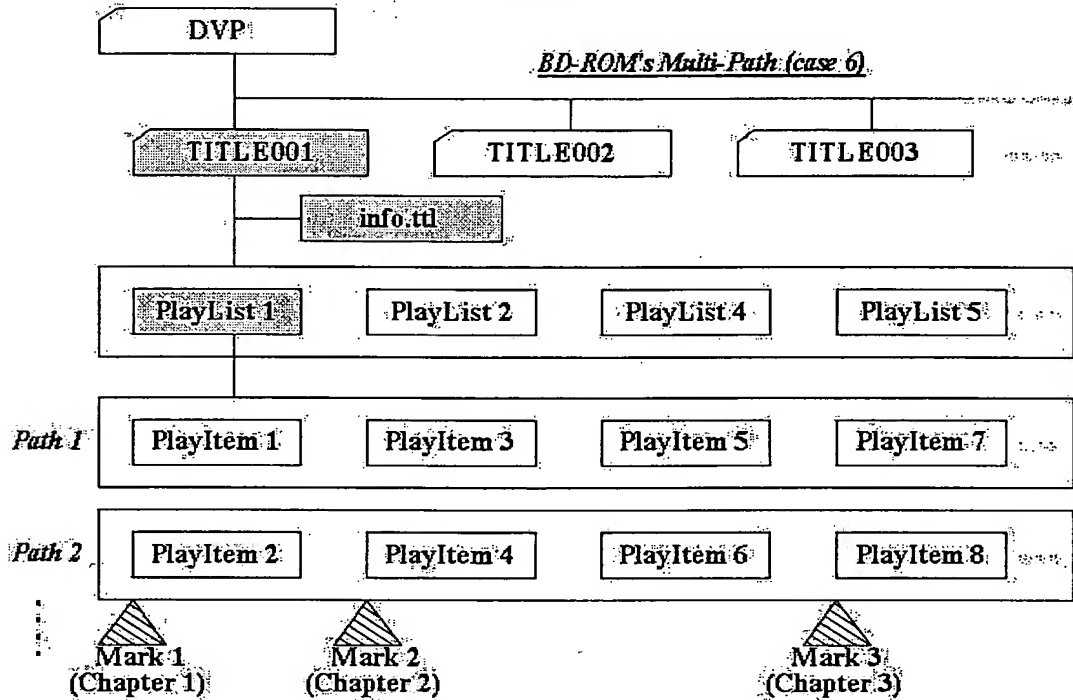 DVP
BD-ROM's Multi-Path (case 6)
TITLE001 TITLE002 TITLE003
info.ttl
PlayList 1 PlayList 2 PlayList 4 PlayList 5
Path 1 PlayItem 1 PlayItem 3 PlayItem 5 PlayItem 7
Path 2 PlayItem 2 PlayItem 4 PlayItem 6 PlayItem 8
Mark 1 Mark 2 Mark 3
(Chapter 1) (Chapter 2) (Chapter 3)